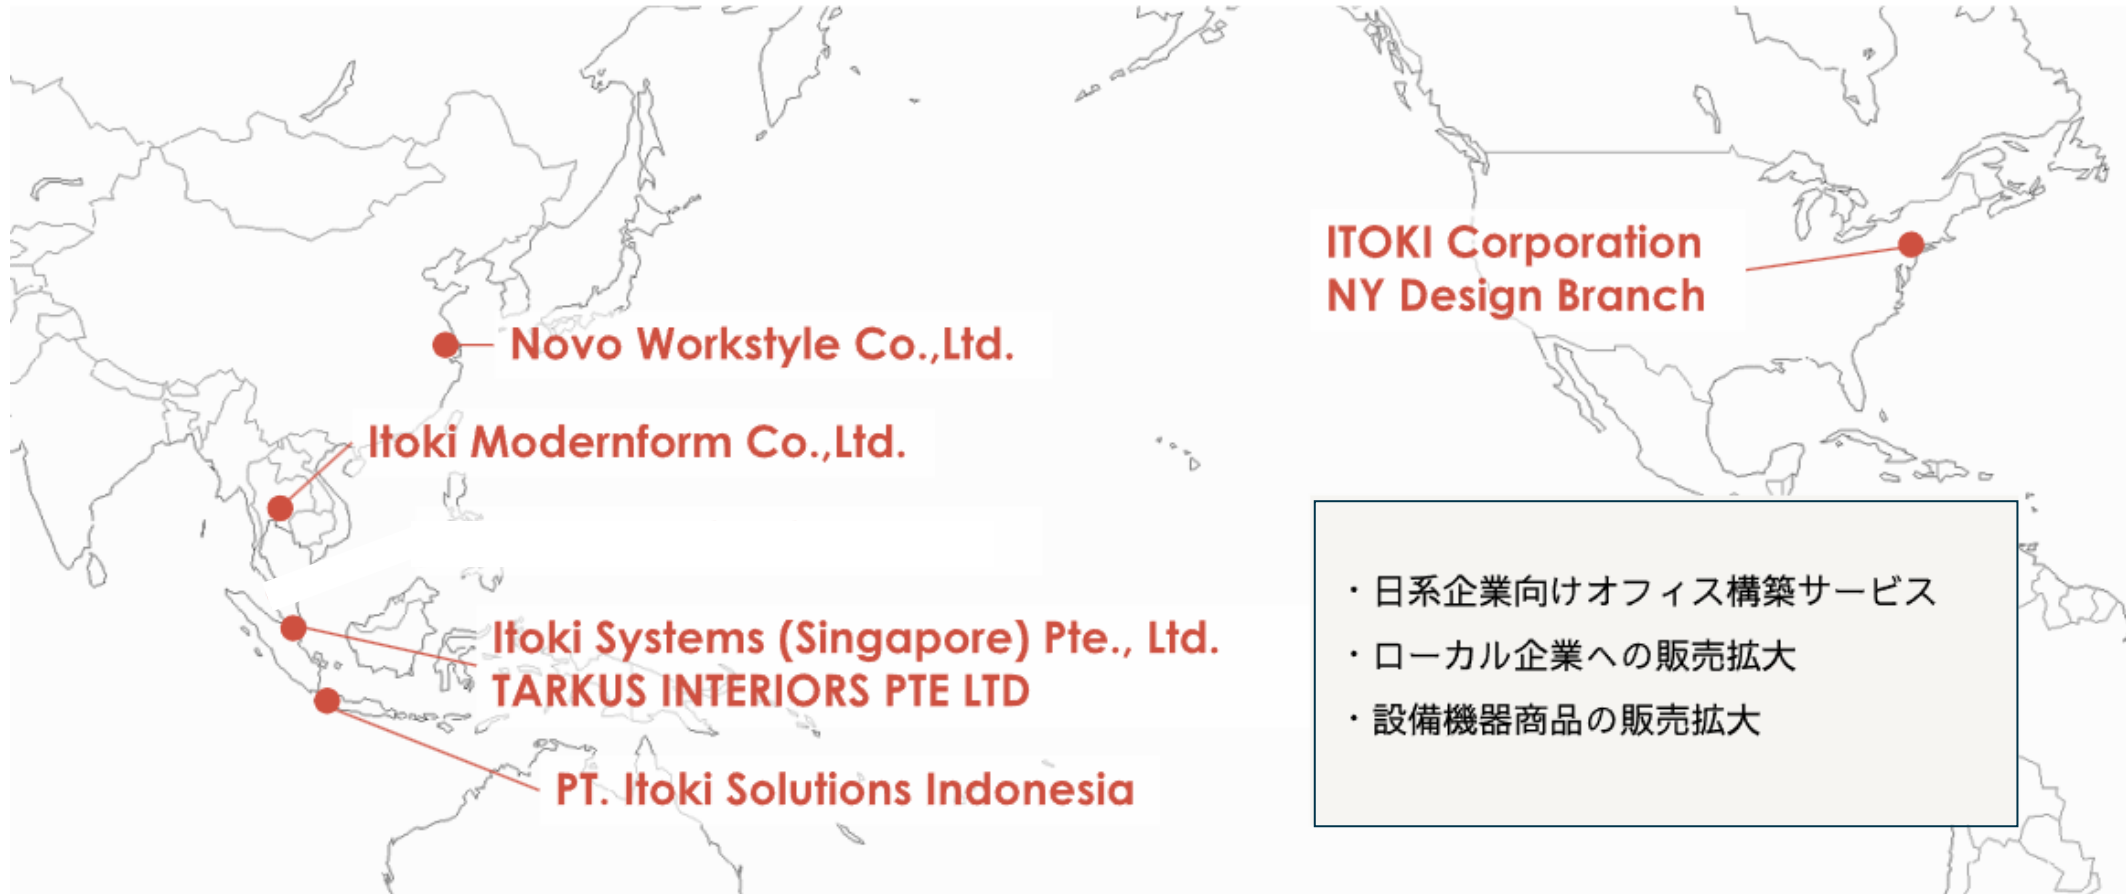 ITOKI Corporation
NY Design Branch
Novo Workstyle Co.,Ltd.
Itoki Modernform Co.,Ltd.
Itoki Systems (Singapore) Pte., Ltd.
TARKUS INTERIORS PTE LTD
PT. Itoki Solutions Indonesia
・日系企業向けオフィス構築サービス
・ローカル企業への販売拡大
・設備機器商品の販売拡大